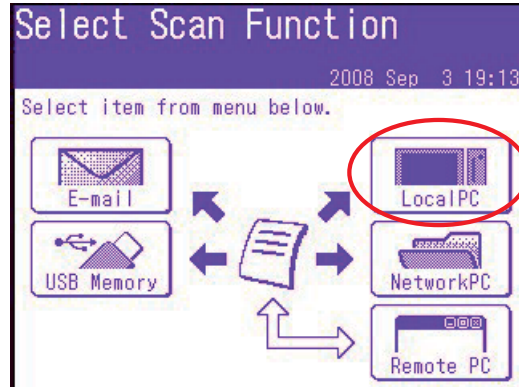 Select Scan Function
2008 Sep 3 19:13
Select item from menu below.
E-mail
LocalPC
USB Memory
NetworkPC
Remote PC